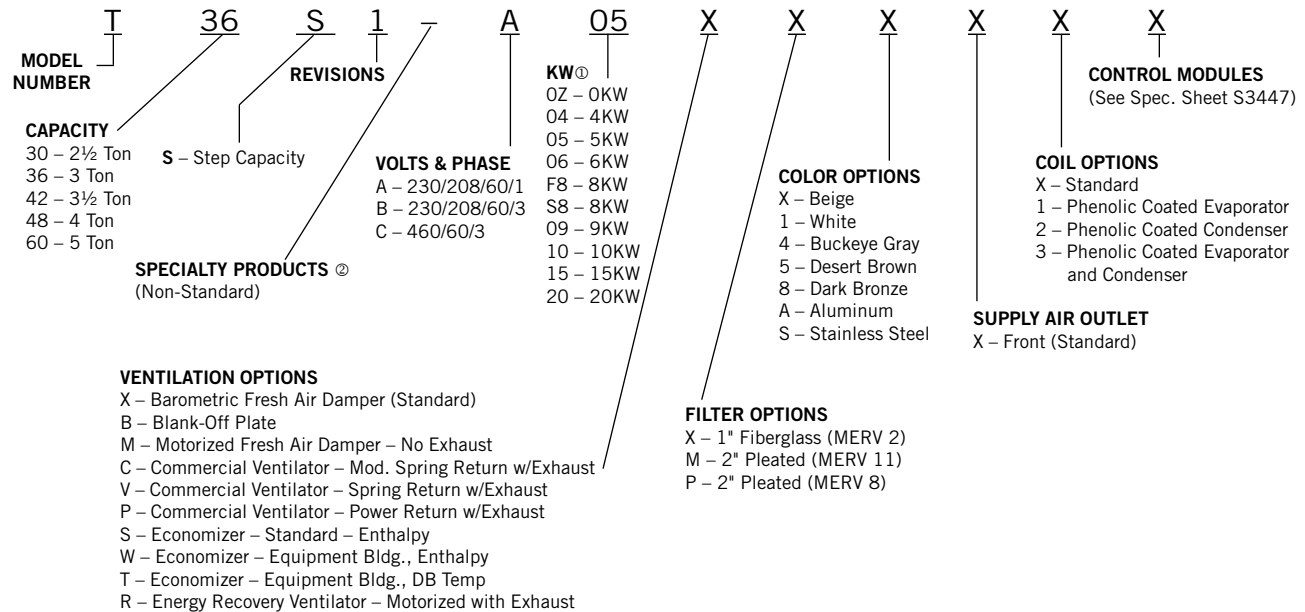 T 36 S 1 – A 05 X X X X X X
MODEL
NUMBER
CAPACITY
30 – 2½ Ton
36 – 3 Ton
42 – 3½ Ton
48 – 4 Ton
60 – 5 Ton
S – Step Capacity
REVISIONS
SPECIALTY PRODUCTS ②
(Non-Standard)
VOLTS & PHASE
A – 230/208/60/1
B – 230/208/60/3
C – 460/60/3
KW①
0Z – 0KW
04 – 4KW
05 – 5KW
06 – 6KW
F8 – 8KW
S8 – 8KW
09 – 9KW
10 – 10KW
15 – 15KW
20 – 20KW
VENTILATION OPTIONS
X – Barometric Fresh Air Damper (Standard)
B – Blank-Off Plate
M – Motorized Fresh Air Damper – No Exhaust
C – Commercial Ventilator – Mod. Spring Return w/Exhaust
V – Commercial Ventilator – Spring Return w/Exhaust
P – Commercial Ventilator – Power Return w/Exhaust
S – Economizer – Standard – Enthalpy
W – Economizer – Equipment Bldg., Enthalpy
T – Economizer – Equipment Bldg., DB Temp
R – Energy Recovery Ventilator – Motorized with Exhaust
FILTER OPTIONS
X – 1" Fiberglass (MERV 2)
M – 2" Pleated (MERV 11)
P – 2" Pleated (MERV 8)
COLOR OPTIONS
X – Beige
1 – White
4 – Buckeye Gray
5 – Desert Brown
8 – Dark Bronze
A – Aluminum
S – Stainless Steel
SUPPLY AIR OUTLET
X – Front (Standard)
COIL OPTIONS
X – Standard
1 – Phenolic Coated Evaporator
2 – Phenolic Coated Condenser
3 – Phenolic Coated Evaporator
and Condenser
CONTROL MODULES
(See Spec. Sheet S3447)